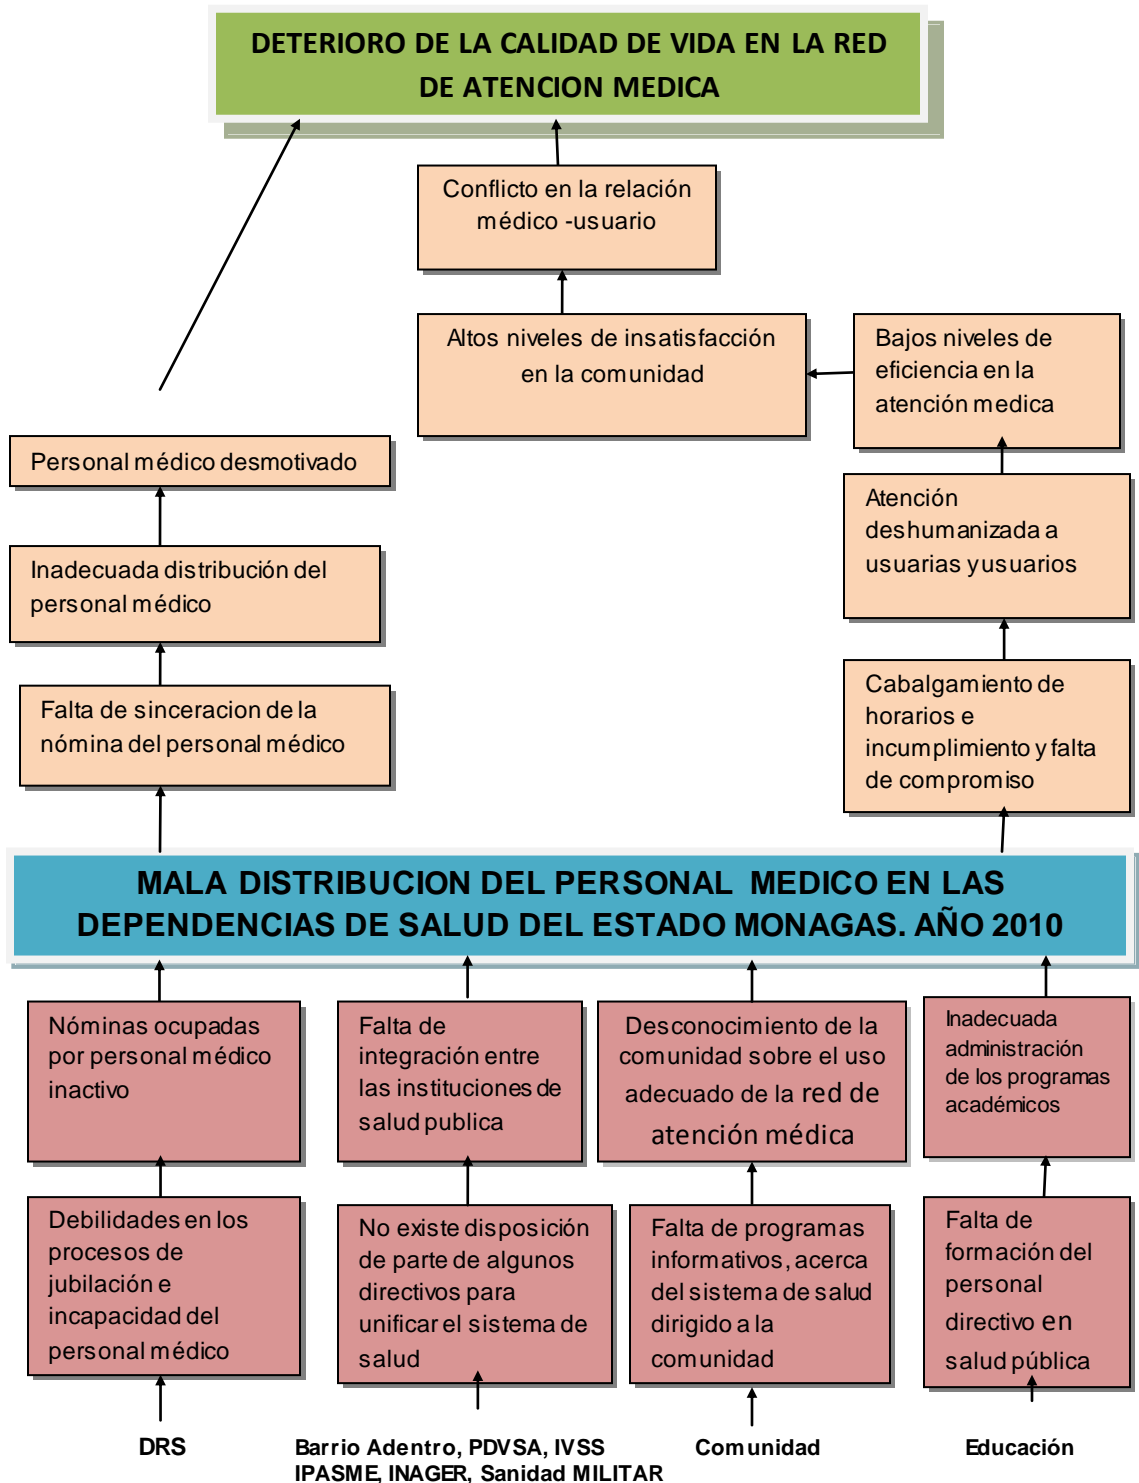 DETERIORO DE LA CALIDAD DE VIDA EN LA RED
DE ATENCION MEDICA
Conflicto en la relación
médico -usuario
Altos niveles de insatisfacción
en la comunidad
Bajos niveles de
eficiencia en la
atención medica
Personal médico desmotivado
Atención
deshumanizada a
usuarias y usuarios
Inadecuada distribución del
personal médico
Cabalgamiento de
horarios e
incumplimiento y falta
de compromiso
Falta de sinceracion de la
nómina del personal médico
MALA DISTRIBUCION DEL PERSONAL MEDICO EN LAS
DEPENDENCIAS DE SALUD DEL ESTADO MONAGAS. AÑO 2010
Nóminas ocupadas
por personal médico
inactivo
Falta de
integración entre
las instituciones de
salud publica
Desconocimiento de la
comunidad sobre el uso
adecuado de la red de
atención médica
Inadecuada
administración
de los programas
académicos
Debilidades en los
procesos de
jubilación e
incapacidad del
personal médico
No existe disposición
de parte de algunos
directivos para
unificar el sistema de
salud
Falta de programas
informativos, acerca
del sistema de salud
dirigido a la
comunidad
Falta de
formación del
personal
directivo en
salud pública
DRS
Barrio Adentro, PDVSA, IVSS
IPASME, INAGER, Sanidad MILITAR
Comunidad
Educación